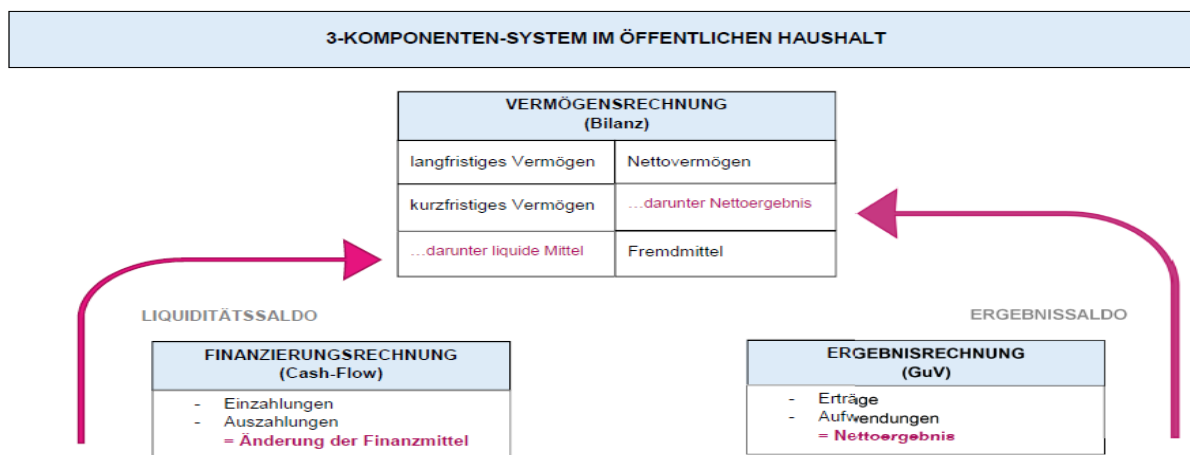 3-KOMPONENTEN-SYSTEM IM ÖFFENTLICHEN HAUSHALT
VERMÖGENSRECHNUNG
(Bilanz)
langfristiges Vermögen
Nettovermögen
kurzfristiges Vermögen
...darunter Nettoergebnis
...darunter liquide Mittel
Fremdmittel
LIQUIDITÄTSSALDO
ERGEBNISSALDO
FINANZIERUNGSRECHNUNG
(Cash-Flow)
- Einzahlungen
- Auszahlungen
= Änderung der Finanzmittel
ERGEBNISRECHNUNG
(GuV)
- Erträge
- Aufwendungen
= Nettoergebnis